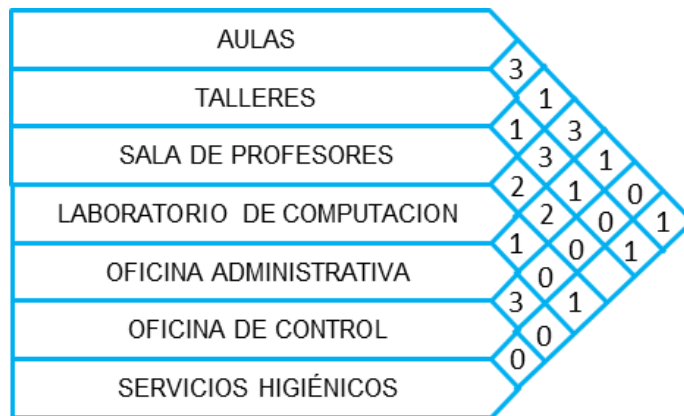 AULAS
3
TALLERES 1
1 3
SALA DE PROFESORES 3 1
2 1 0
LABORATORIO DE COMPUTACION 2 0 1
1 0 1
OFICINA ADMINISTRATIVA 0
3 1
OFICINA DE CONTROL 0
0
SERVICIOS HIGIÉNICOS